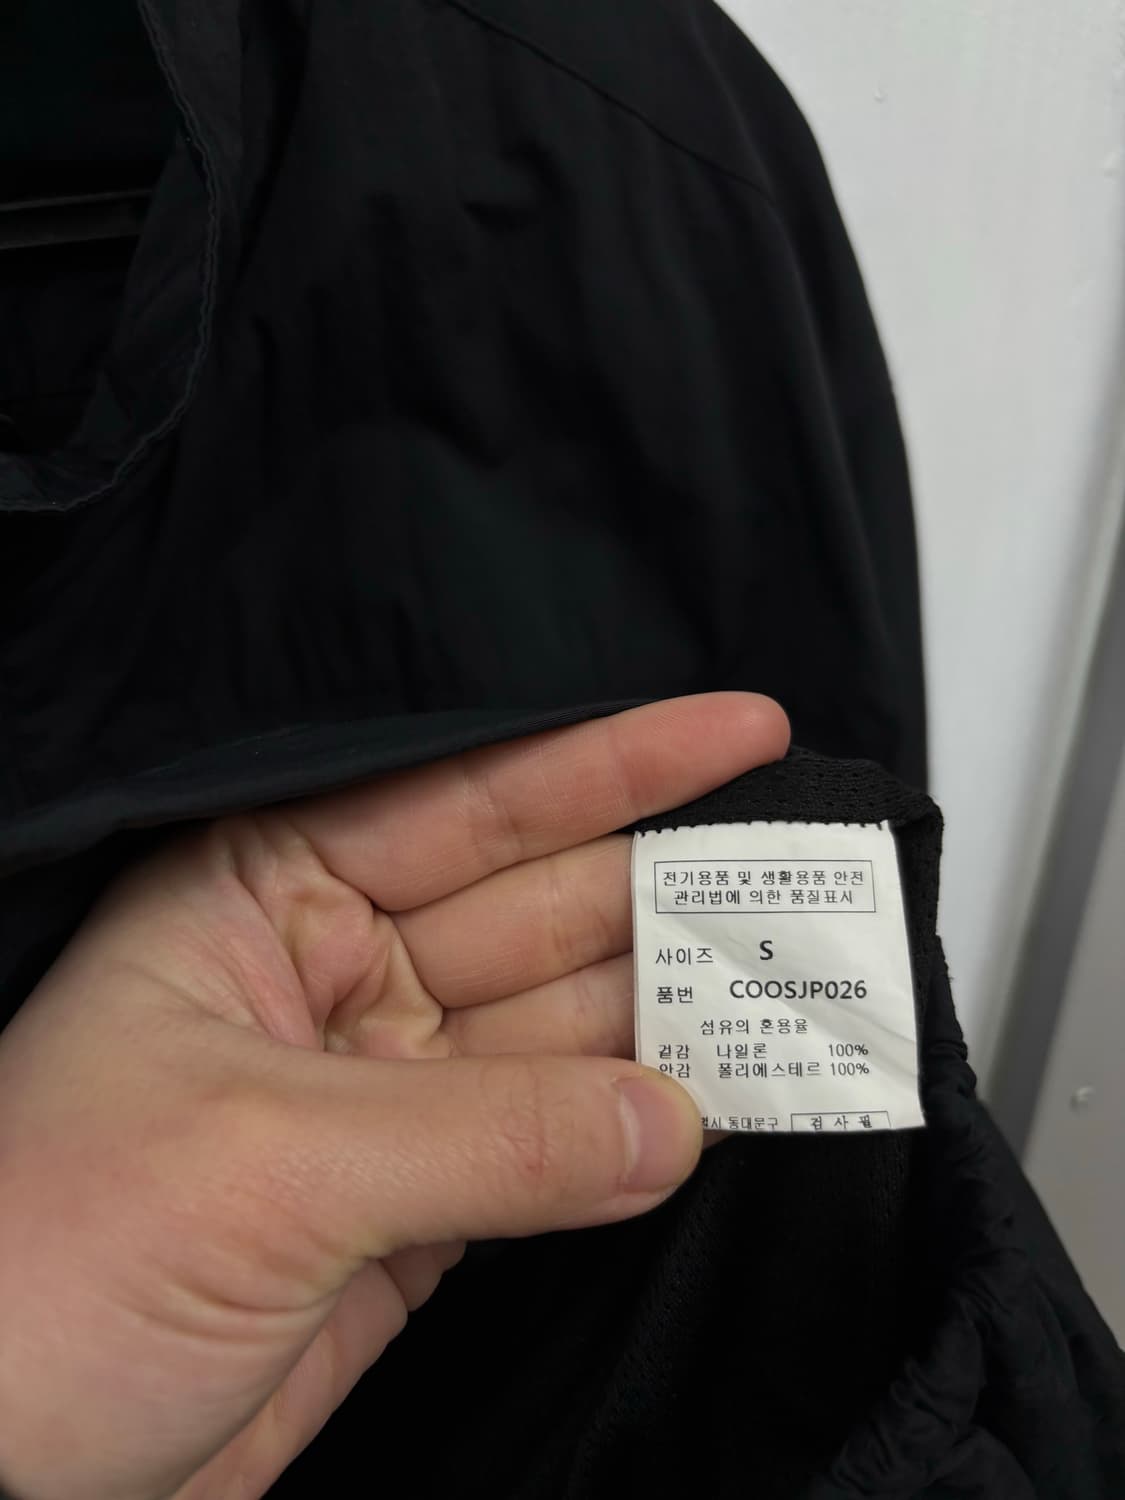 전기용품 및 생활용품 안전
관리법에 의한 품질표시
사이즈 S
품번 COOSJP026
섬유의 혼용율
겉감 나일론 100%
안감 폴리에스테르 100%
동대문구 검사필